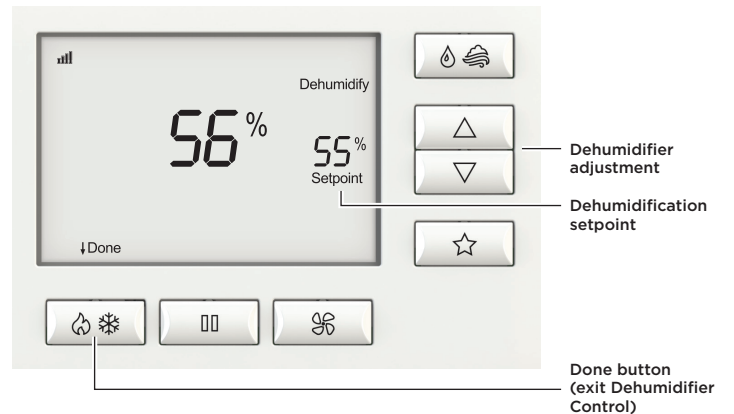 Dehumidify
56%
55%
Setpoint
↓Done
Dehumidifier
adjustment
Dehumidification
setpoint
Done button
(exit Dehumidifier
Control)